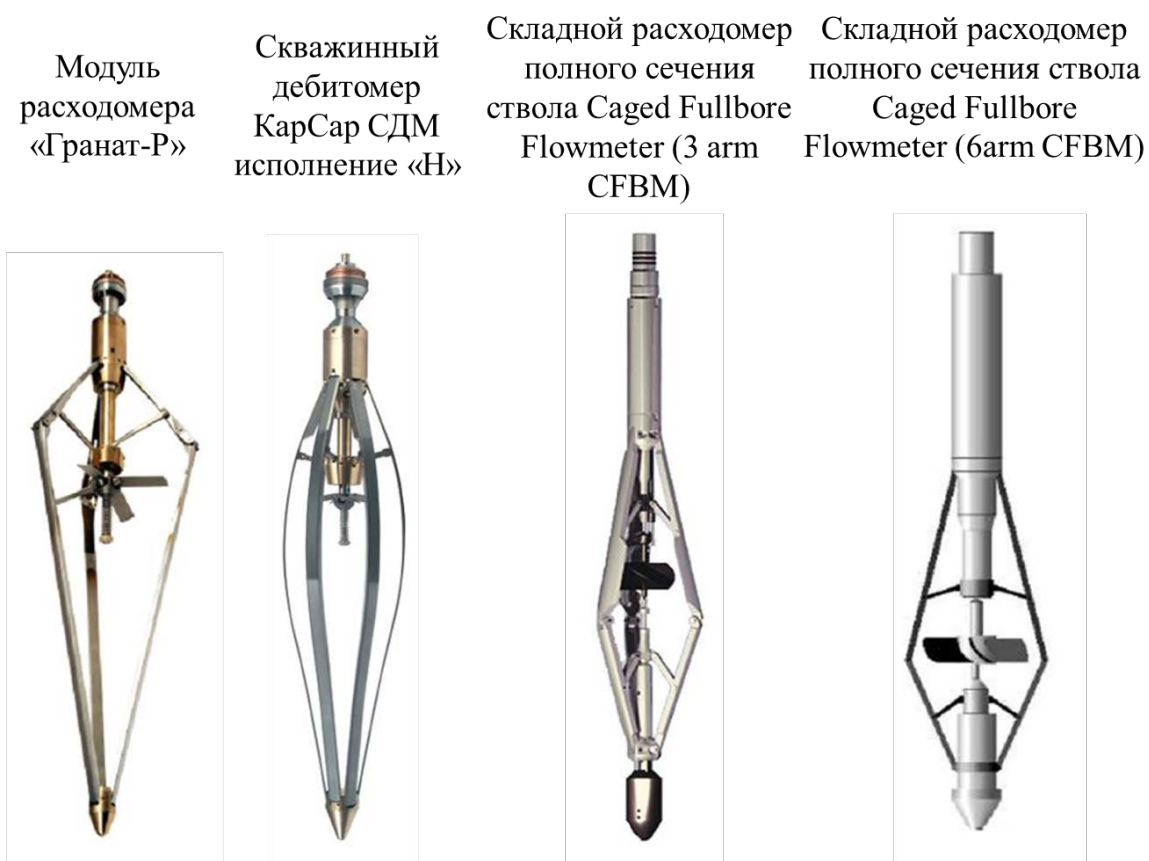 Модуль
расходомера
«Гранат-Р»
Скважинный
дебитомер
КарСар СДМ
исполнение «Н»
Складной расходомер
полного сечения
ствола Caged Fullbore
Flowmeter (3 arm
CFBM)
Складной расходомер
полного сечения ствола
Caged Fullbore
Flowmeter (6arm CFBM)